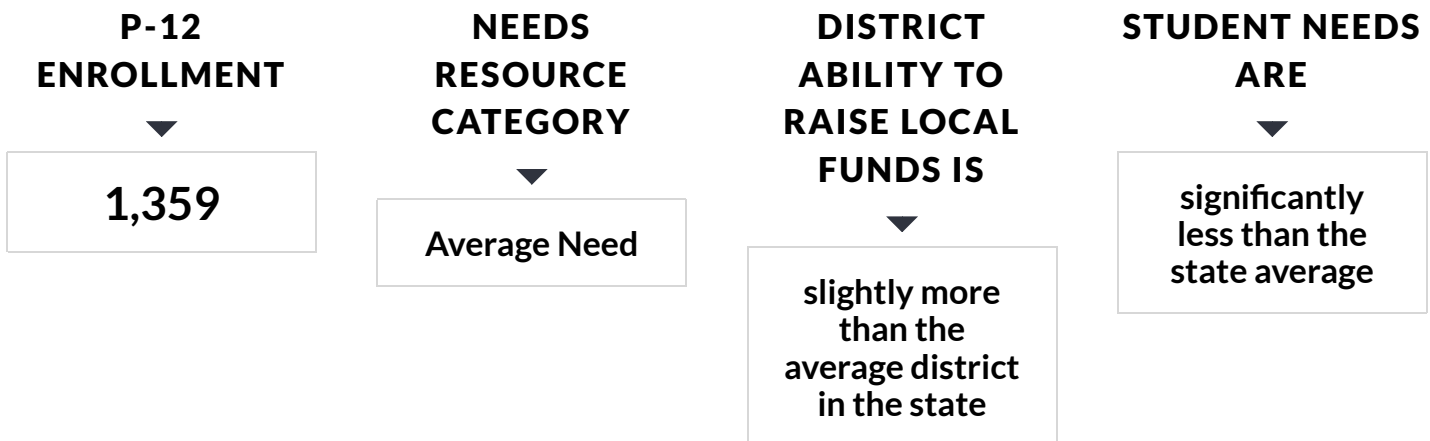 P-12
ENROLLMENT
1,359
NEEDS
RESOURCE
CATEGORY
Average Need
DISTRICT
ABILITY TO
RAISE LOCAL
FUNDS IS
slightly more
than the
average district
in the state
STUDENT NEEDS
ARE
significantly
less than the
state average